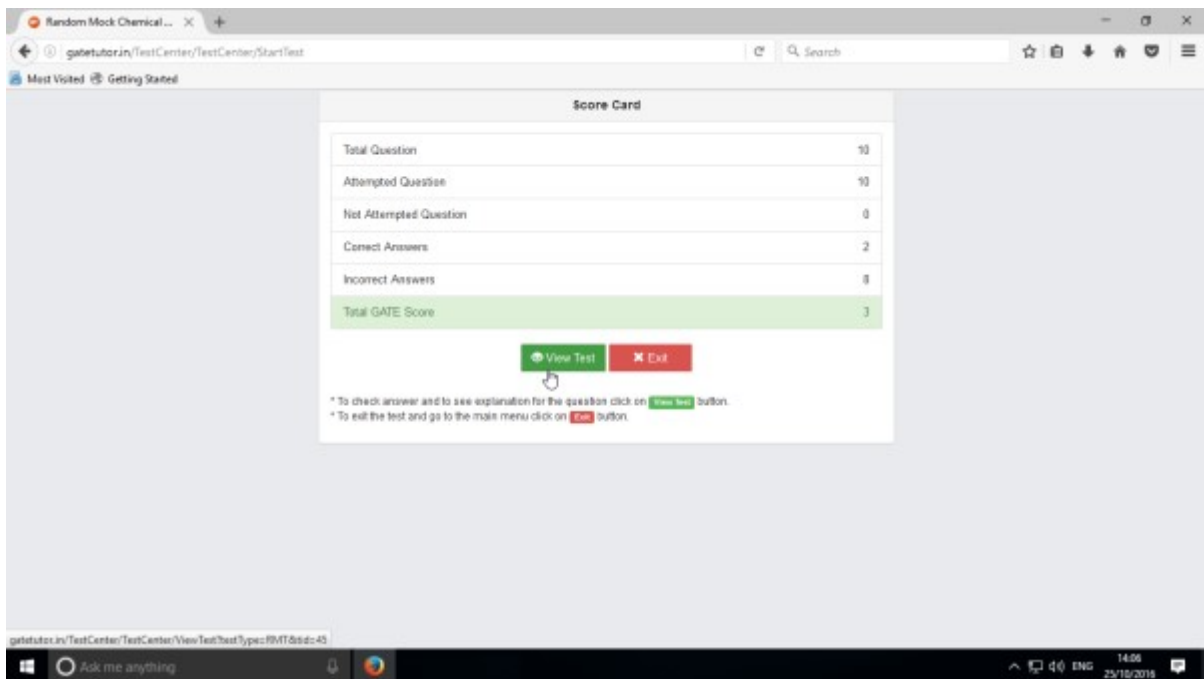 Random Mock Chemical ...
gatetutor.in/TestCenter/TestCenter/StartTest
Search
Most Visited
Getting Started
Score Card
Total Question 10
Attempted Question 10
Not Attempted Question 0
Correct Answers 2
Incorrect Answers 8
Total GATE Score 3
View Test
Exit
* To check answer and to see explanation for the question click on View Test button.
* To exit the test and go to the main menu click on Exit button.
gatetutor.in/TestCenter/TestCenter/ViewTest?testType=RMT&tid=45
Ask me anything
ENG
14:06
25/10/2016